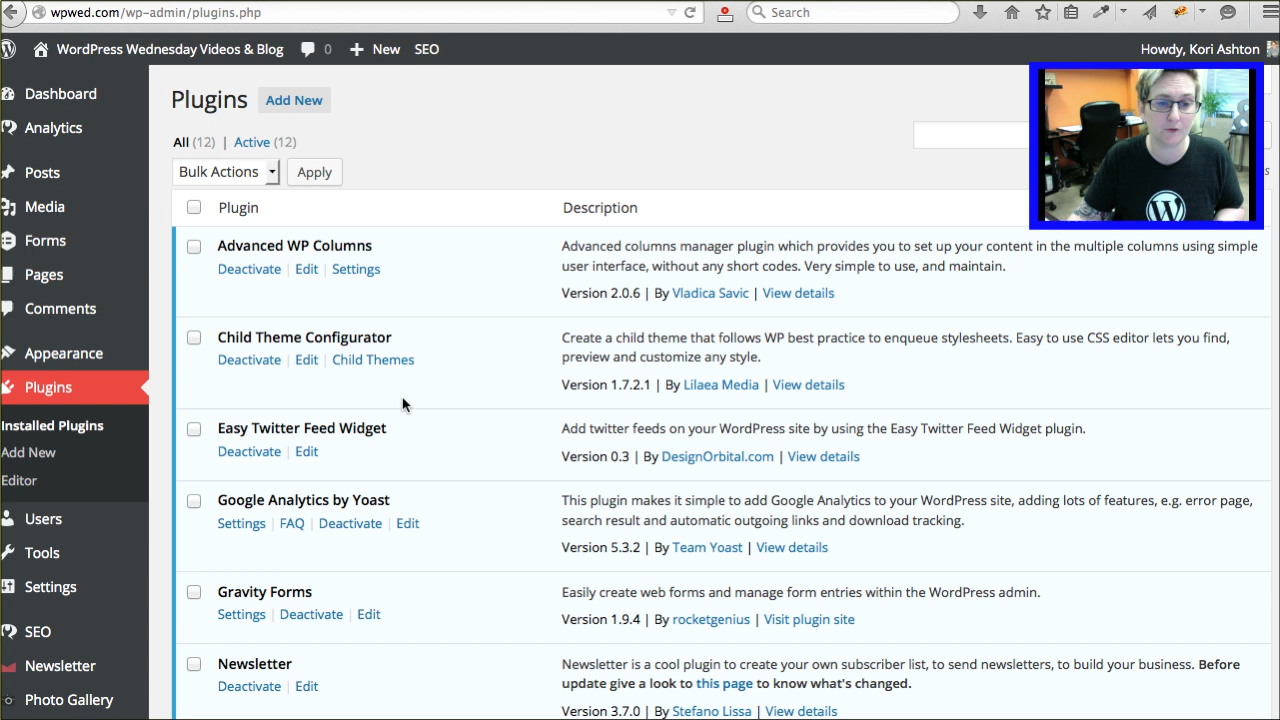 wpwed.com/wp-admin/plugins.php
Search
WordPress Wednesday Videos & Blog 0 New SEO
Howdy, Kori Ashton
Dashboard
Analytics
Posts
Media
Forms
Pages
Comments
Appearance
Plugins
Installed Plugins
Add New
Editor
Users
Tools
Settings
SEO
Newsletter
Photo Gallery
Plugins Add New
All (12) | Active (12)
Bulk Actions Apply
Plugin Description
Advanced WP Columns
Deactivate | Edit | Settings
Advanced columns manager plugin which provides you to set up your content in the multiple columns using simple
user interface, without any short codes. Very simple to use, and maintain.
Version 2.0.6 | By Vladica Savic | View details
Child Theme Configurator
Deactivate | Edit | Child Themes
Create a child theme that follows WP best practice to enqueue stylesheets. Easy to use CSS editor lets you find,
preview and customize any style.
Version 1.7.2.1 | By Lilaea Media | View details
Easy Twitter Feed Widget
Deactivate | Edit
Add twitter feeds on your WordPress site by using the Easy Twitter Feed Widget plugin.
Version 0.3 | By DesignOrbital.com | View details
Google Analytics by Yoast
Settings | FAQ | Deactivate | Edit
This plugin makes it simple to add Google Analytics to your WordPress site, adding lots of features, e.g. error page,
search result and automatic outgoing links and download tracking.
Version 5.3.2 | By Team Yoast | View details
Gravity Forms
Settings | Deactivate | Edit
Easily create web forms and manage form entries within the WordPress admin.
Version 1.9.4 | By rocketgenius | Visit plugin site
Newsletter
Deactivate | Edit
Newsletter is a cool plugin to create your own subscriber list, to send newsletters, to build your business. Before
update give a look to this page to know what's changed.
Version 3.7.0 | By Stefano Lissa | View details